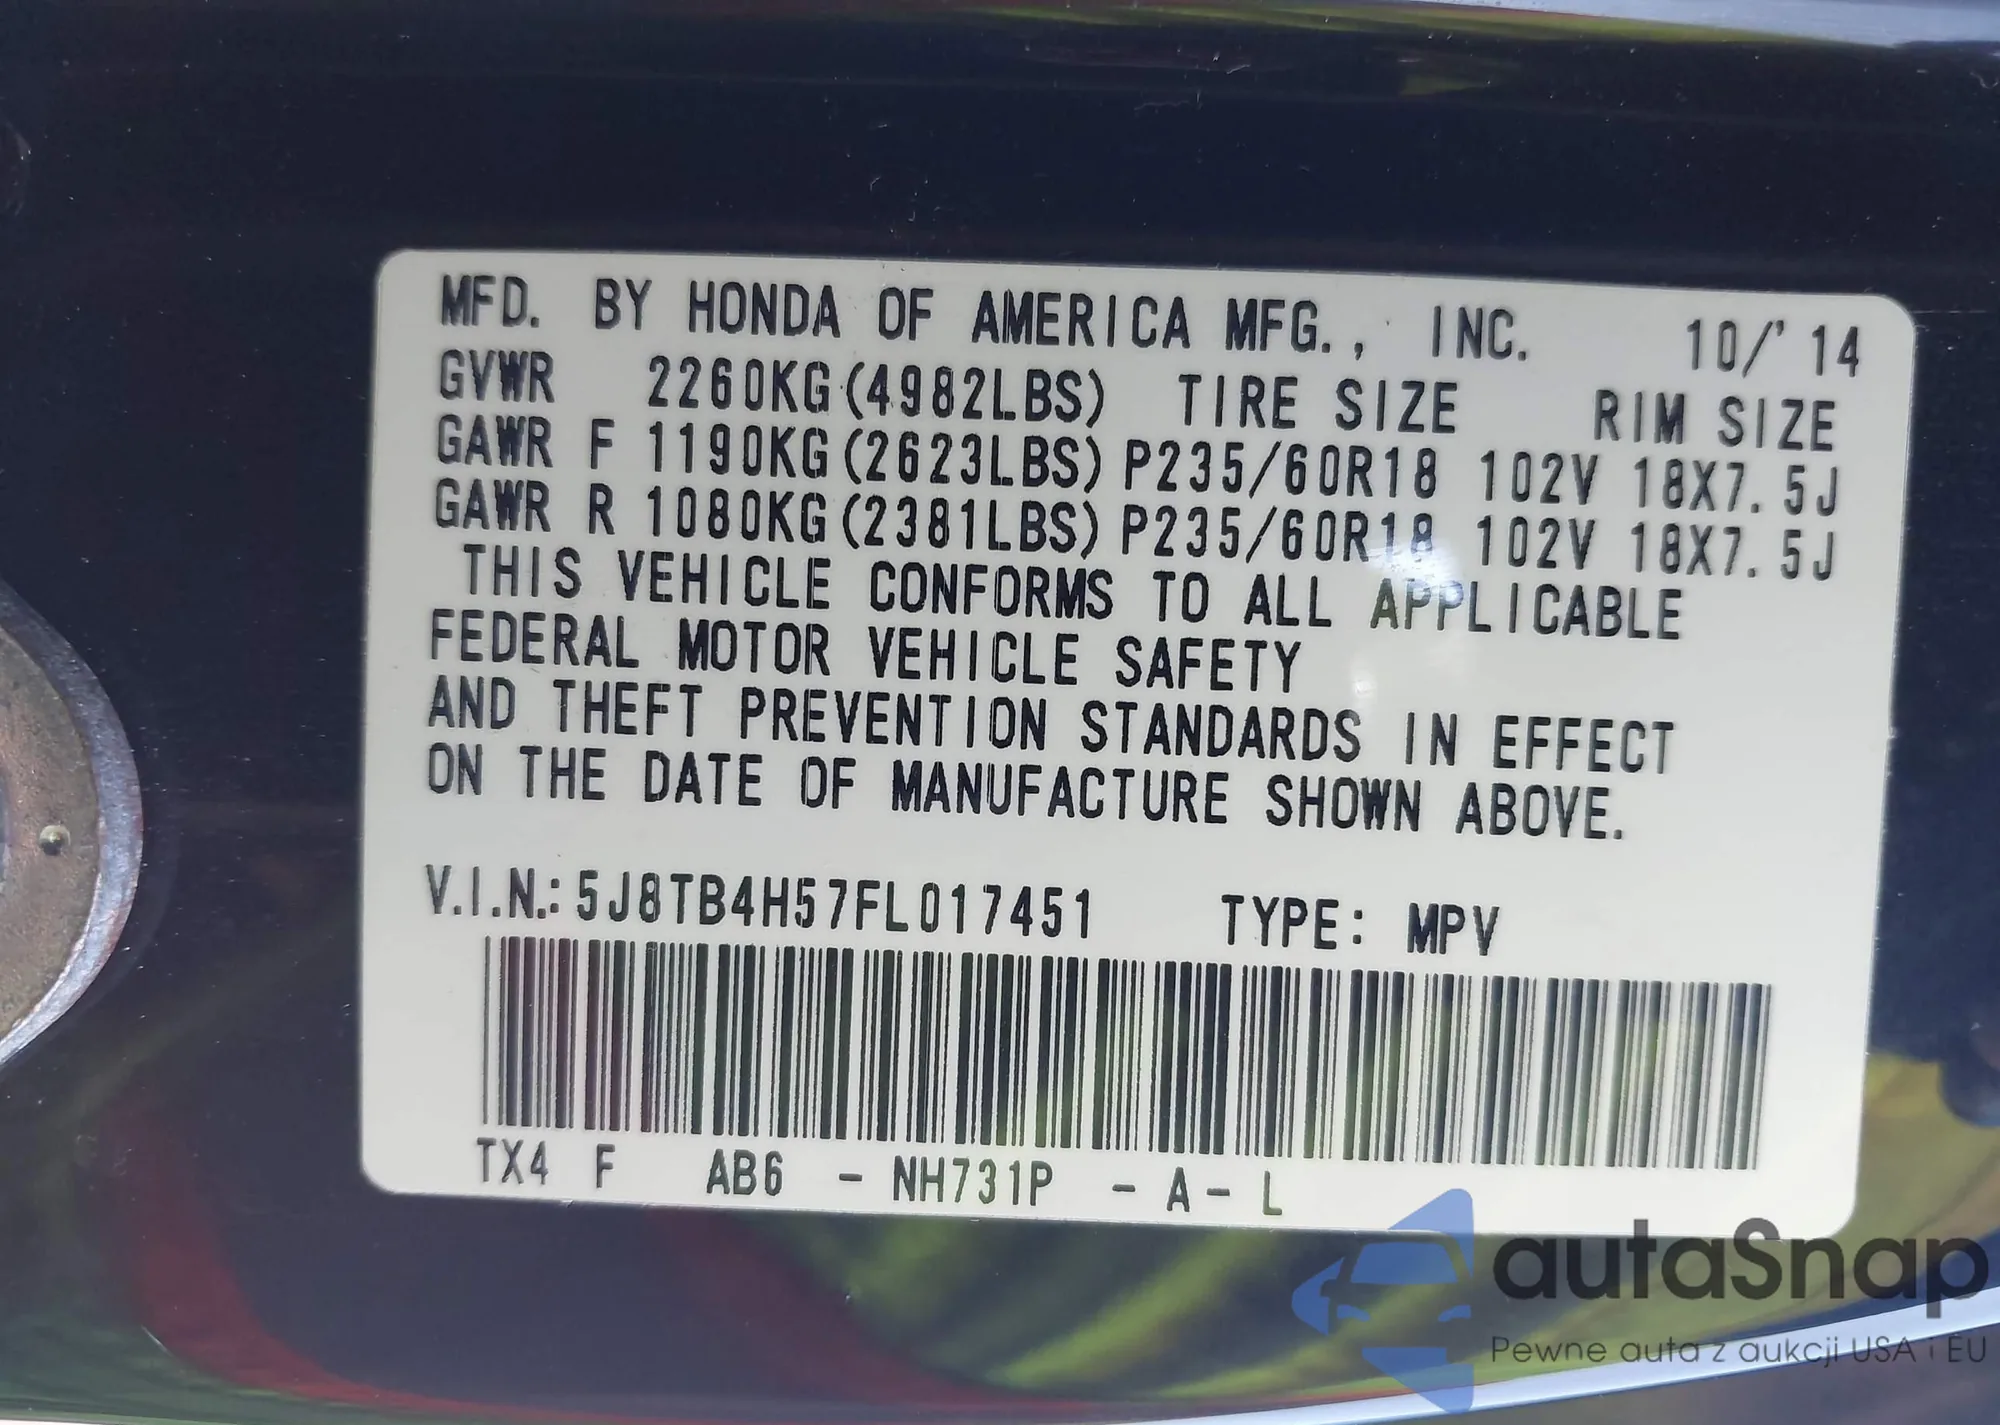 MFD. BY HONDA OF AMERICA MFG., INC. 10/'14
GVWR 2260KG(4982LBS) TIRE SIZE RIM SIZE
GAWR F 1190KG(2623LBS) P235/60R18 102V 18X7.5J
GAWR R 1080KG(2381LBS) P235/60R18 102V 18X7.5J
THIS VEHICLE CONFORMS TO ALL APPLICABLE
FEDERAL MOTOR VEHICLE SAFETY
AND THEFT PREVENTION STANDARDS IN EFFECT
ON THE DATE OF MANUFACTURE SHOWN ABOVE.
V.I.N.: 5J8TB4H57FL017451 TYPE: MPV
TX4 F AB6 - NH731P - A - L
autaSnap
Pewne auta z aukcji USA i EU